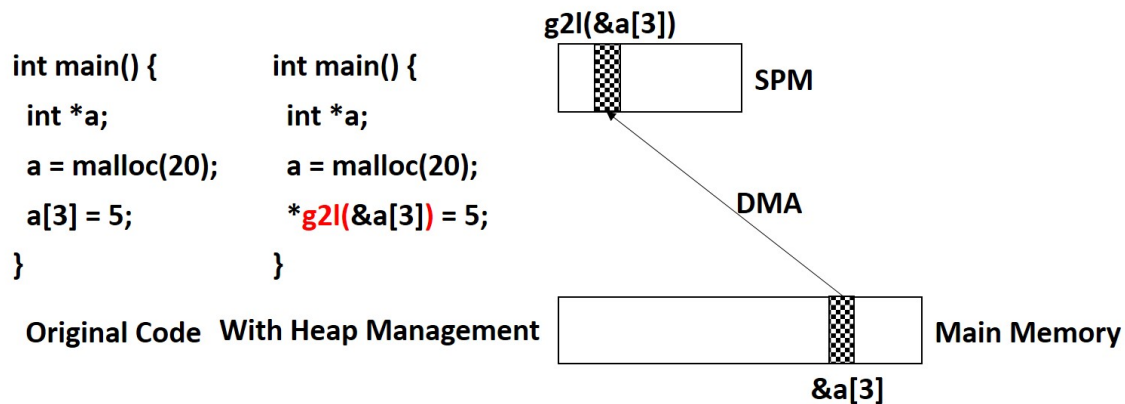 int main() {
int *a;
a = malloc(20);
a[3] = 5;
}
Original Code
int main() {
int *a;
a = malloc(20);
*g2l(&a[3]) = 5;
}
With Heap Management
g2l(&a[3])
SPM
DMA
Main Memory
&a[3]